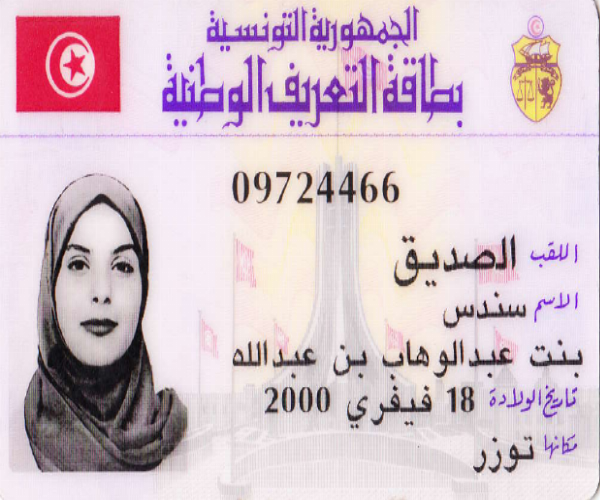 الجمهورية التونسية
بطاقة التعريف الوطنية
09724466
اللقب الصديق
الاسم سندس
بنت عبدالوهاب بن عبدالله
تاريخ الولادة 18 فيفري 2000
مكانها توزر